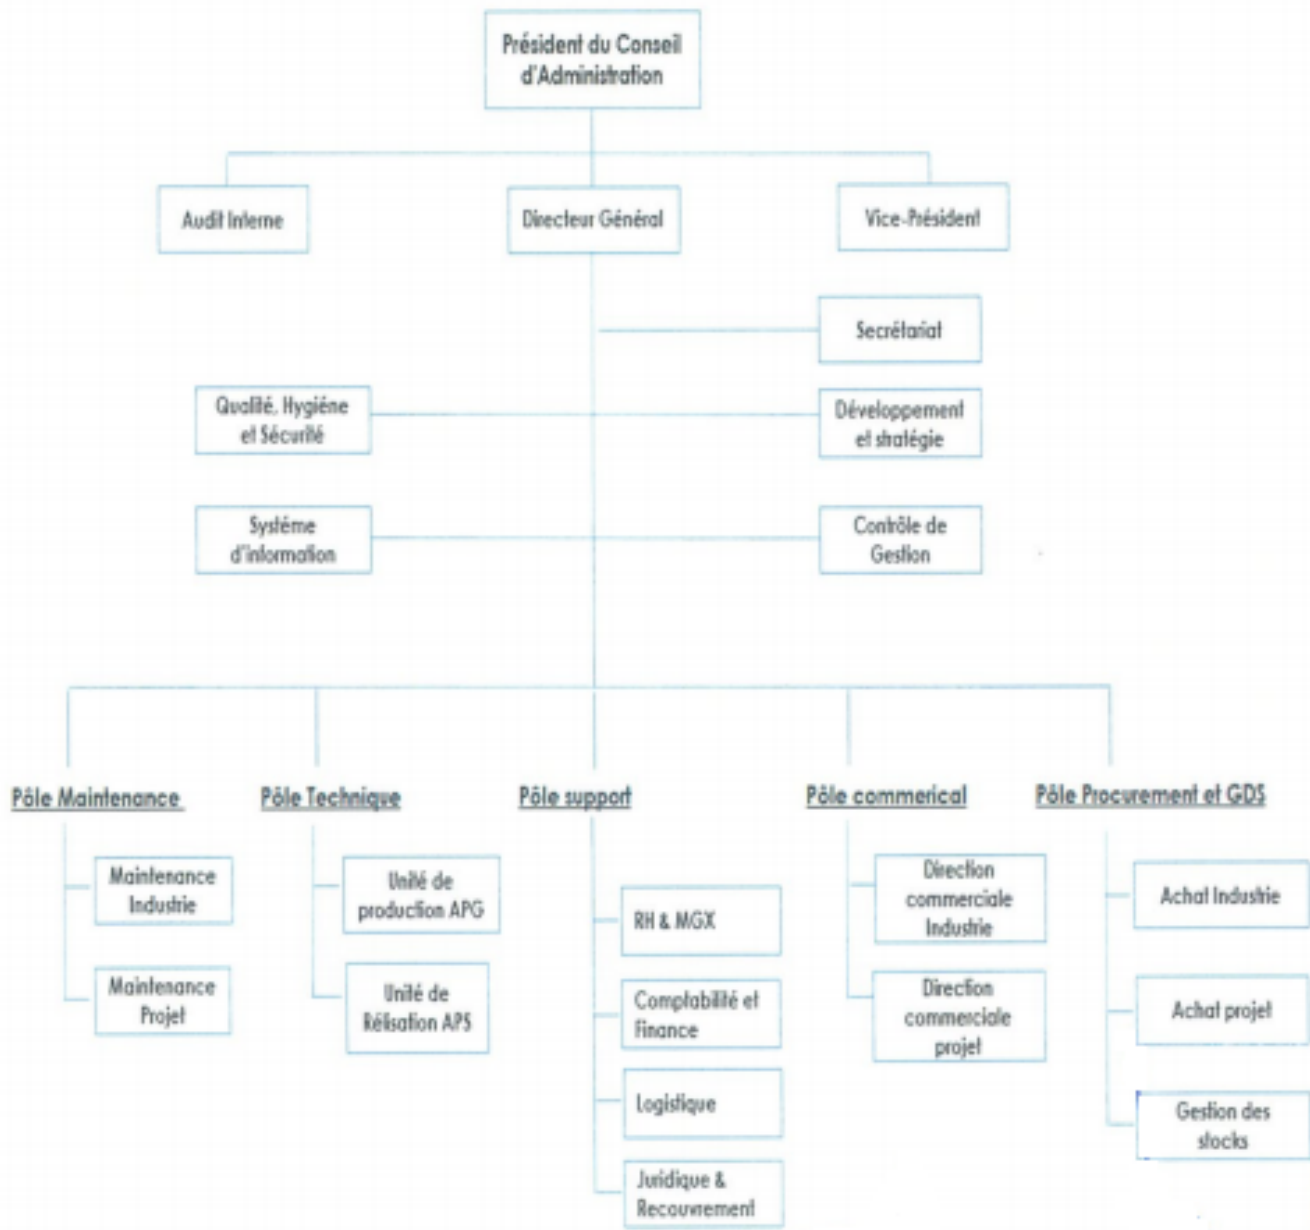 Président du Conseil
d'Administration
Audit Interne
Directeur Général
Vice-Président
Secrétariat
Qualité, Hygiéne
et Sécurité
Développement
et stratégie
Systéme
d'information
Contrôle de
Gestion
Pôle Maintenance
Pôle Technique
Pôle support
Pôle commerical
Pôle Procurement et GDS
Maintenance
Industrie
Maintenance
Projet
Unité de
production APG
Unité de
Rélisation APS
RH & MGX
Comptabilité et
Finance
Logistique
Juridique &
Recouvrement
Direction
commerciale
Industrie
Direction
commerciale
projet
Achat Industrie
Achat projet
Gestion des
stocks